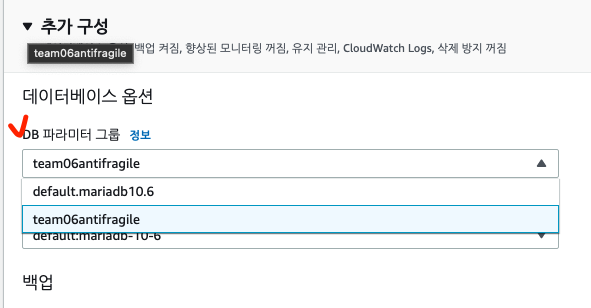 ▼ 추가 구성
백업 켜짐, 향상된 모니터링 꺼짐, 유지 관리, CloudWatch Logs, 삭제 방지 꺼짐
team06antifragile
데이터베이스 옵션
DB 파라미터 그룹 정보
team06antifragile
default.mariadb10.6
team06antifragile
default:mariadb-10-6
백업